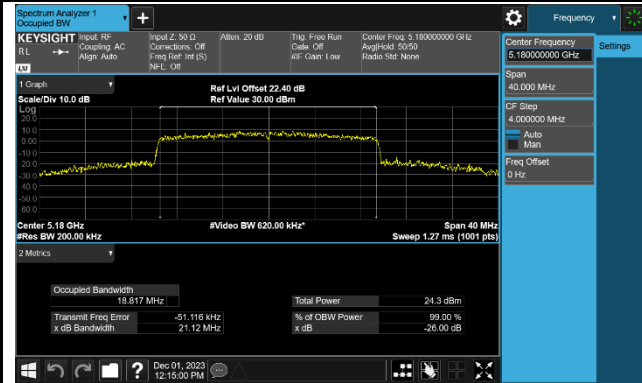 Spectrum Analyzer 1
Occupied BW
+
Frequency
KEYSIGHT
RL
LXI
Input: RF
Coupling: AC
Align: Auto
Input Z: 50 Ω
Corrections: Off
Freq Ref: Int (S)
NFE: Off
Atten: 20 dB
Trig: Free Run
Gate: Off
#IF Gain: Low
Center Freq: 5.180000000 GHz
Avg|Hold: 50/50
Radio Std: None
Center Frequency
5.180000000 GHz
Settings
Span
40.000 MHz
CF Step
4.000000 MHz
Auto
Man
Freq Offset
0 Hz
1 Graph
Scale/Div 10.0 dB
Ref Lvl Offset 22.40 dB
Ref Value 30.00 dBm
Log
20.0
10.0
0.00
-10.0
-20.0
-30.0
-40.0
-50.0
-60.0
Center 5.18 GHz
#Res BW 200.00 kHz
#Video BW 620.00 kHz*
Span 40 MHz
Sweep 1.27 ms (1001 pts)
2 Metrics
Occupied Bandwidth
18.817 MHz
Total Power 24.3 dBm
Transmit Freq Error -51.116 kHz
% of OBW Power 99.00 %
x dB Bandwidth 21.12 MHz
x dB -26.00 dB
?
Dec 01, 2023
12:15:00 PM